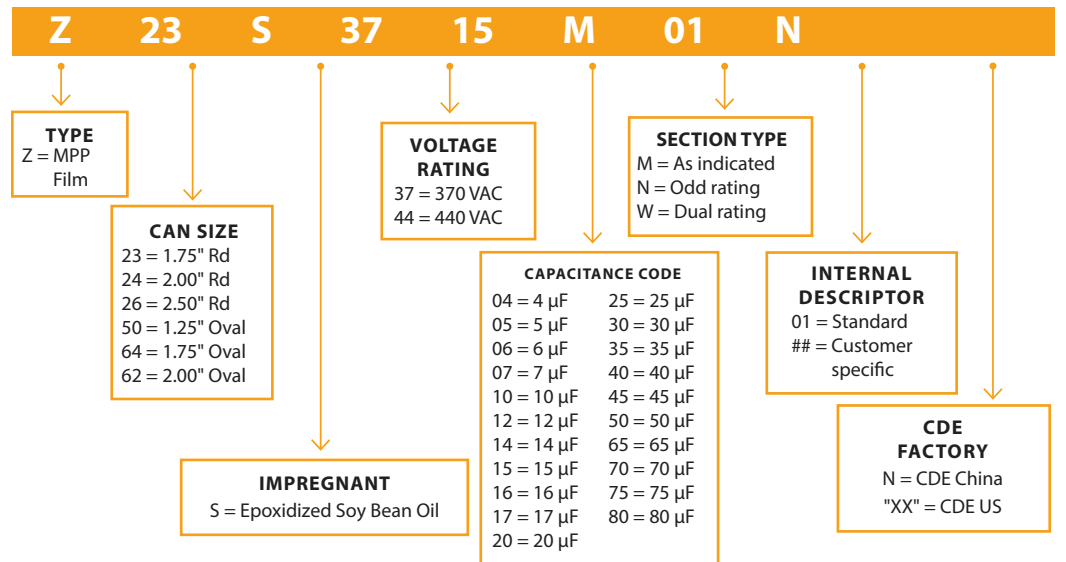 Z 23 S 37 15 M 01 N
TYPE
Z = MPP
Film
CAN SIZE
23 = 1.75" Rd
24 = 2.00" Rd
26 = 2.50" Rd
50 = 1.25" Oval
64 = 1.75" Oval
62 = 2.00" Oval
IMPREGNANT
S = Epoxidized Soy Bean Oil
VOLTAGE
RATING
37 = 370 VAC
44 = 440 VAC
CAPACITANCE CODE
04 = 4 µF
05 = 5 µF
06 = 6 µF
07 = 7 µF
10 = 10 µF
12 = 12 µF
14 = 14 µF
15 = 15 µF
16 = 16 µF
17 = 17 µF
20 = 20 µF
25 = 25 µF
30 = 30 µF
35 = 35 µF
40 = 40 µF
45 = 45 µF
50 = 50 µF
65 = 65 µF
70 = 70 µF
75 = 75 µF
80 = 80 µF
SECTION TYPE
M = As indicated
N = Odd rating
W = Dual rating
INTERNAL
DESCRIPTOR
01 = Standard
## = Customer
specific
CDE
FACTORY
N = CDE China
"XX" = CDE US